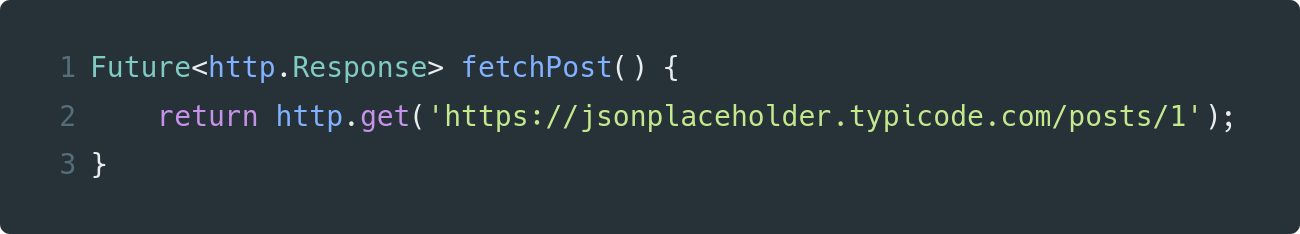 1 Future<http.Response> fetchPost() {
2     return http.get('https://jsonplaceholder.typicode.com/posts/1');
3 }